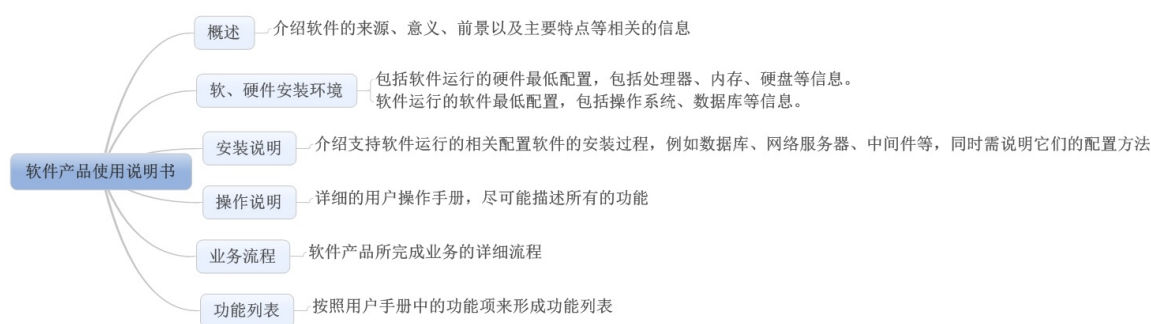 软件产品使用说明书
概述
介绍软件的来源、意义、前景以及主要特点等相关的信息
软、硬件安装环境
包括软件运行的硬件最低配置，包括处理器、内存、硬盘等信息。
软件运行的软件最低配置，包括操作系统、数据库等信息。
安装说明
介绍支持软件运行的相关配置软件的安装过程，例如数据库、网络服务器、中间件等，同时需说明它们的配置方法
操作说明
详细的用户操作手册，尽可能描述所有的功能
业务流程
软件产品所完成业务的详细流程
功能列表
按照用户手册中的功能项来形成功能列表